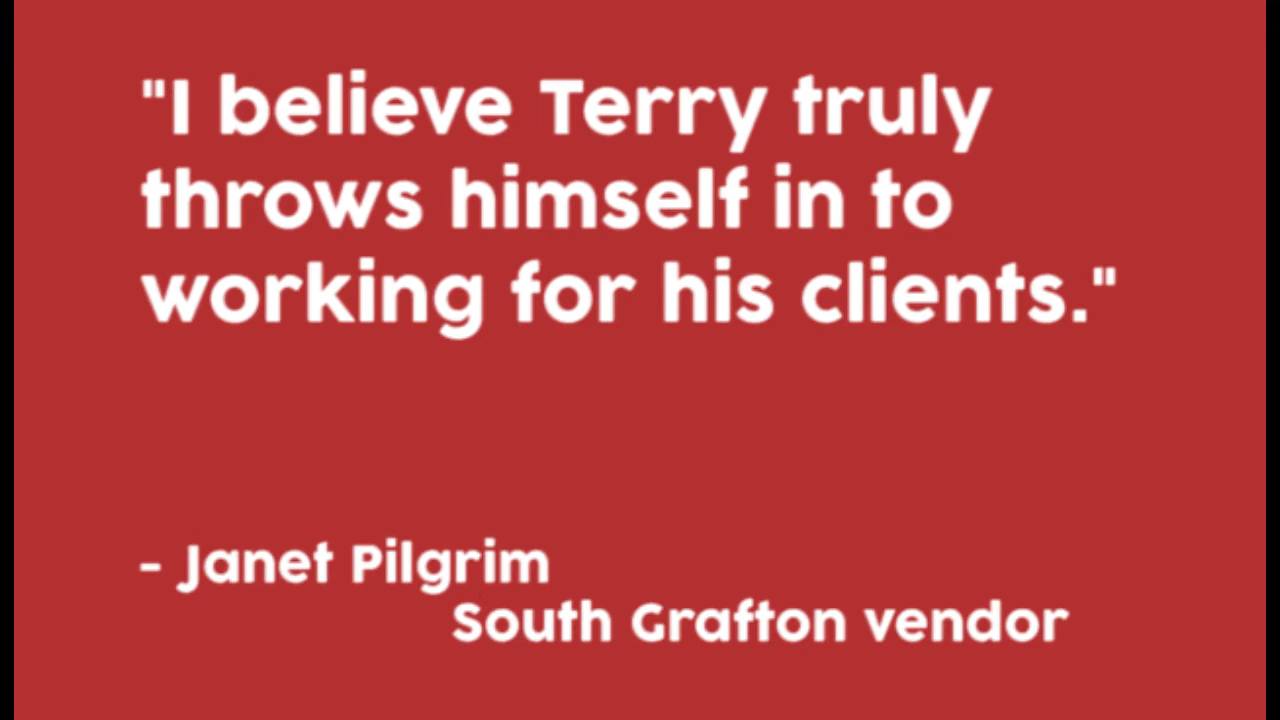 "I believe Terry truly
throws himself in to
working for his clients."
- Janet Pilgrim
South Grafton vendor